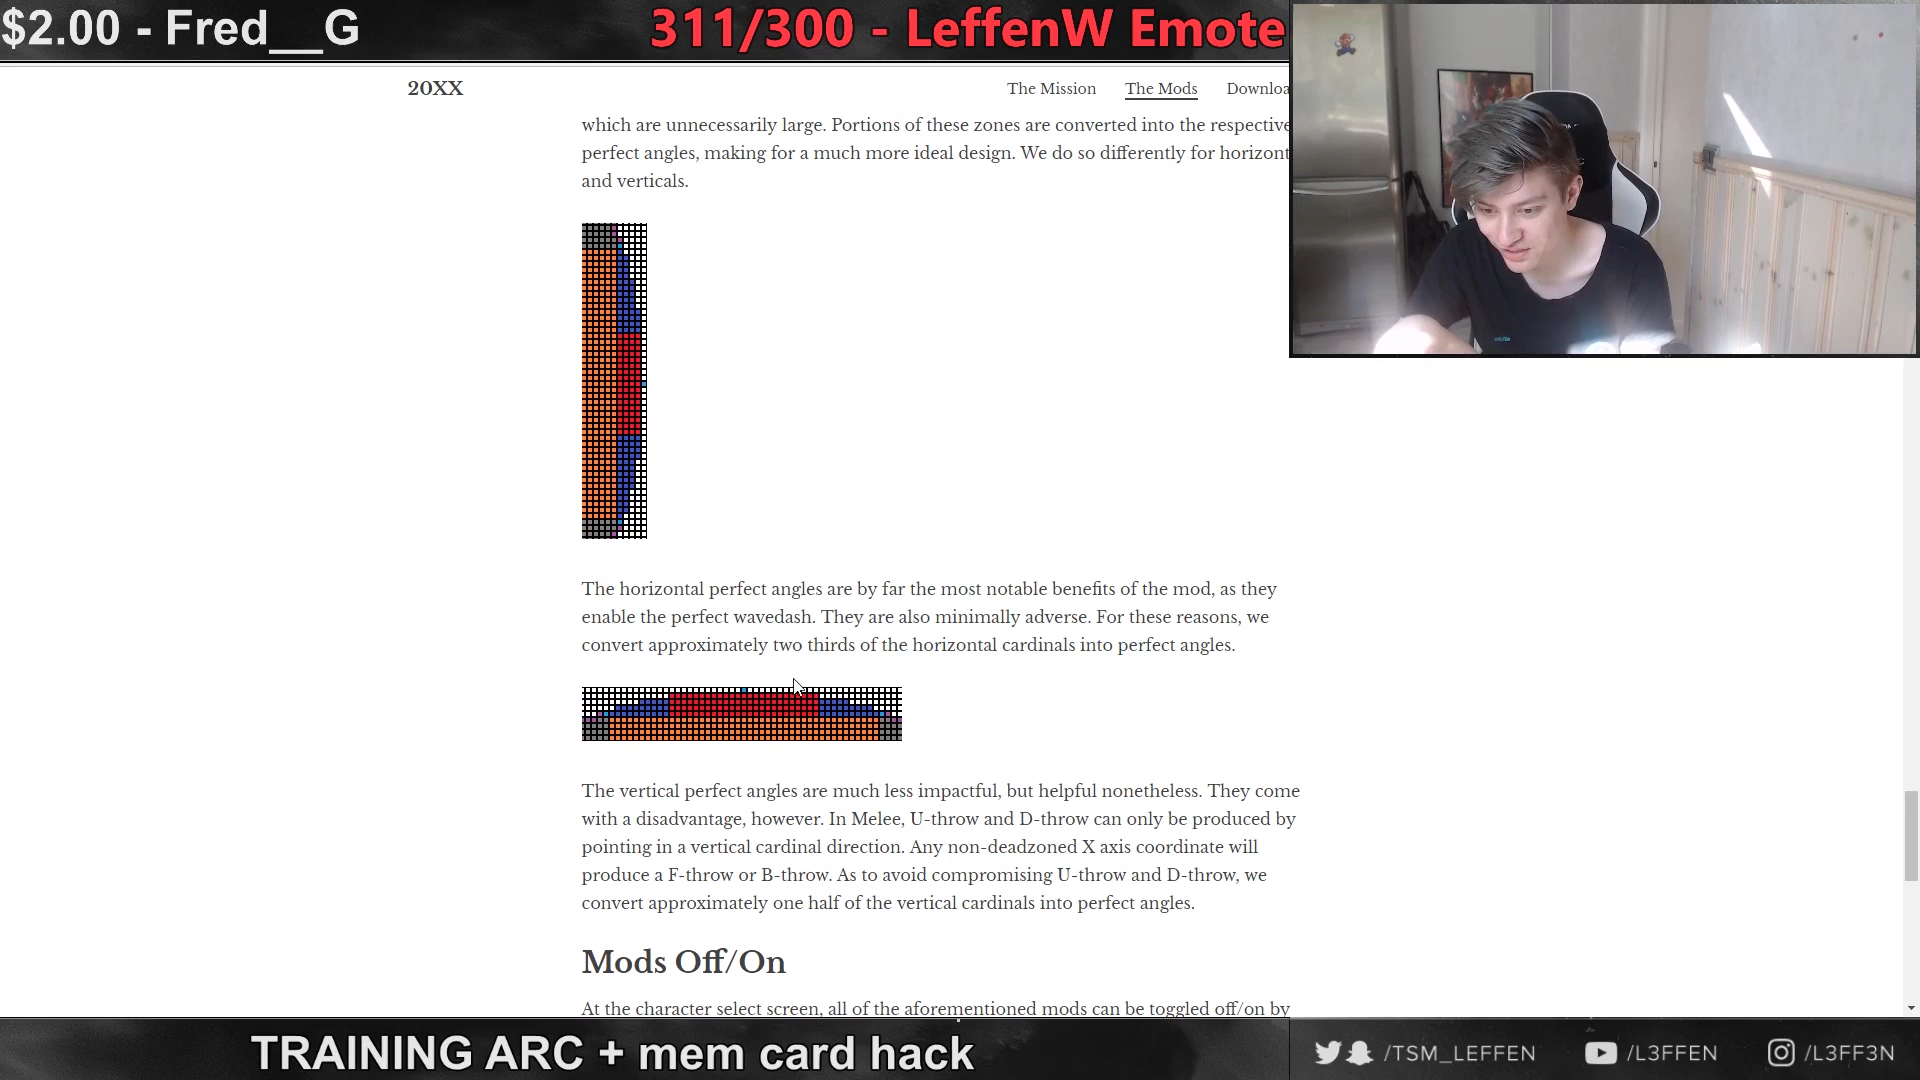 $2.00 - Fred__G
311/300 - LeffenW Emote
20XX
The Mission
The Mods
Downloa
which are unnecessarily large. Portions of these zones are converted into the respective
perfect angles, making for a much more ideal design. We do so differently for horizont
and verticals.
The horizontal perfect angles are by far the most notable benefits of the mod, as they
enable the perfect wavedash. They are also minimally adverse. For these reasons, we
convert approximately two thirds of the horizontal cardinals into perfect angles.
The vertical perfect angles are much less impactful, but helpful nonetheless. They come
with a disadvantage, however. In Melee, U-throw and D-throw can only be produced by
pointing in a vertical cardinal direction. Any non-deadzoned X axis coordinate will
produce a F-throw or B-throw. As to avoid compromising U-throw and D-throw, we
convert approximately one half of the vertical cardinals into perfect angles.
Mods Off/On
At the character select screen, all of the aforementioned mods can be toggled off/on by
TRAINING ARC + mem card hack
/TSM_LEFFEN
/L3FFEN
/L3FF3N